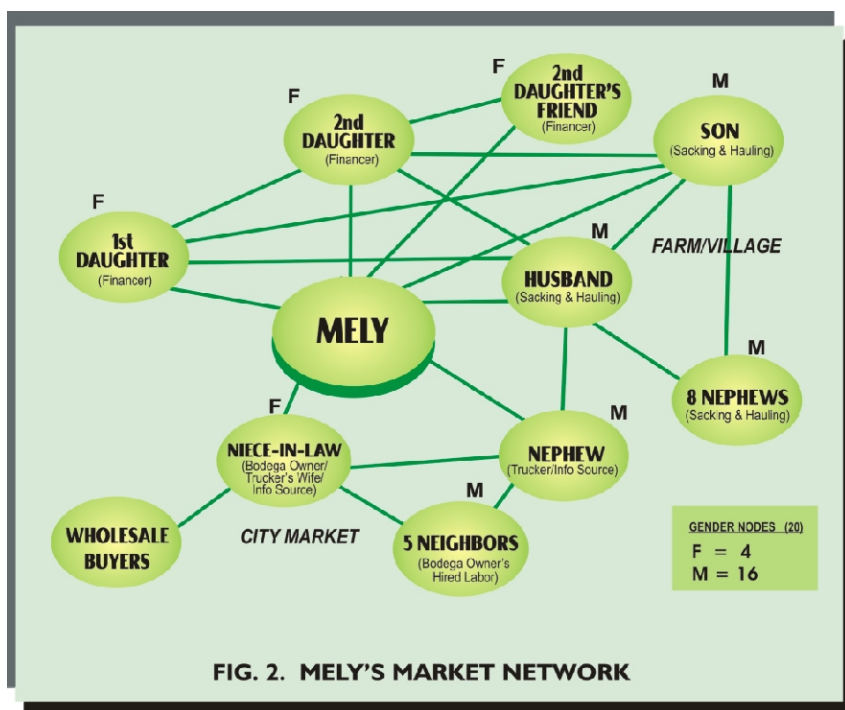 F
2nd
DAUGHTER'S
FRIEND
(Financer)
M
SON
(Sacking & Hauling)
F
2nd
DAUGHTER
(Financer)
F
1st
DAUGHTER
(Financer)
M
HUSBAND
(Sacking & Hauling)
FARM/VILLAGE
MELY
M
8 NEPHEWS
(Sacking & Hauling)
F
NIECE-IN-LAW
(Bodega Owner/
Trucker's Wife/
Info Source)
M
NEPHEW
(Trucker/Info Source)
WHOLESALE
BUYERS
CITY MARKET
M
5 NEIGHBORS
(Bodega Owner's
Hired Labor)
GENDER NODES (20)
F = 4
M = 16
FIG. 2. MELY'S MARKET NETWORK